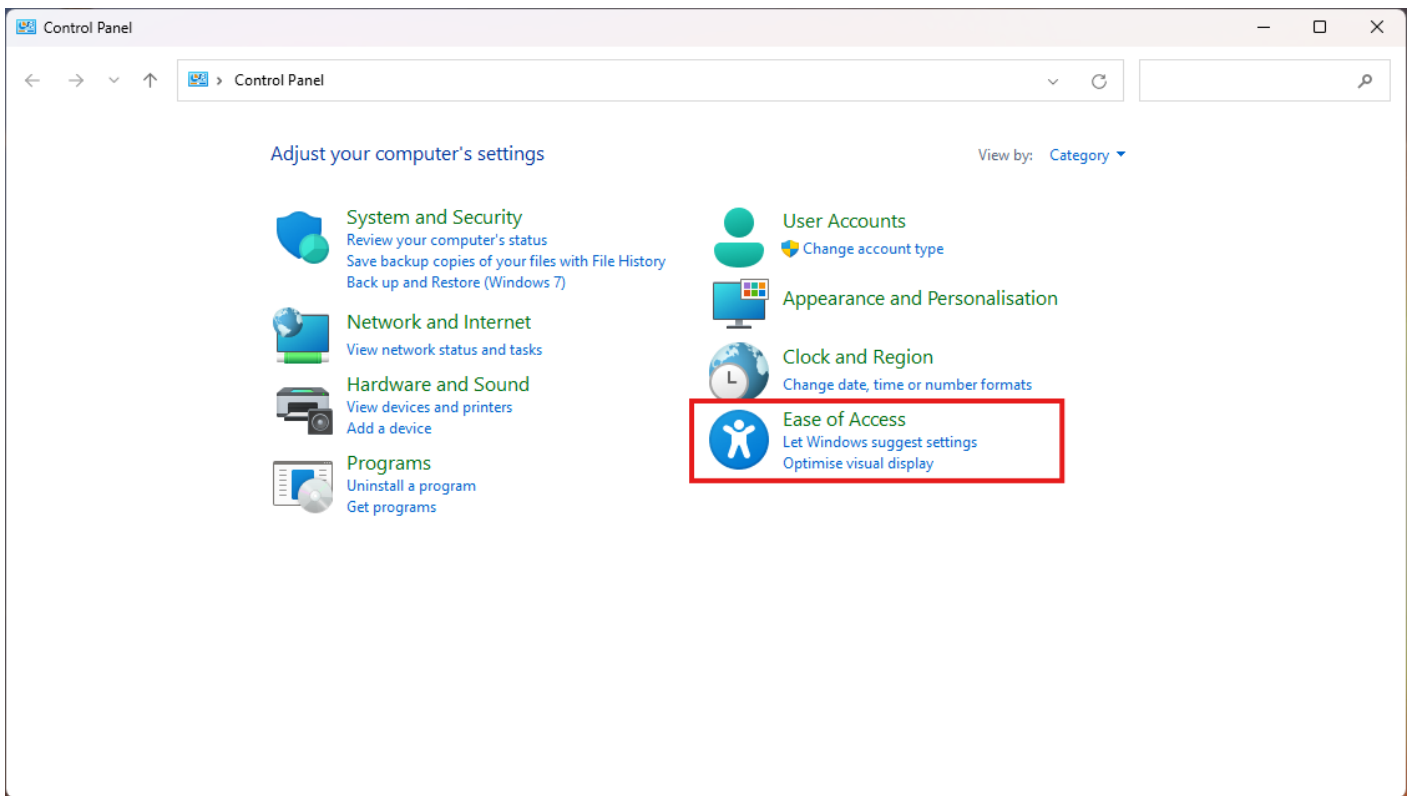 Control Panel
Control Panel
Adjust your computer's settings
View by: Category
System and Security
Review your computer's status
Save backup copies of your files with File History
Back up and Restore (Windows 7)
Network and Internet
View network status and tasks
Hardware and Sound
View devices and printers
Add a device
Programs
Uninstall a program
Get programs
User Accounts
Change account type
Appearance and Personalisation
Clock and Region
Change date, time or number formats
Ease of Access
Let Windows suggest settings
Optimise visual display